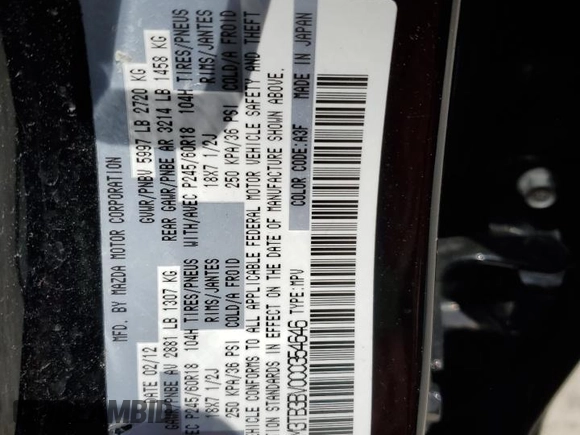 MFD. BY MAZDA MOTOR CORPORATION
DATE 02/12 GVWR/PNBV 5997 LB 2720 KG
GAWR/PNBE AV 2881 LB 1307 KG REAR GAWR/PNBE AR 3214 LB 1458 KG
P245/60R18 104H TIRES/PNEUS WITH/AVEC P245/60R18 104H TIRES/PNEUS
18X7 1/2J RIMS/JANTES 18X7 1/2J RIMS/JANTES
250 KPA/36 PSI COLD/A FROID 250 KPA/36 PSI COLD/A FROID
CONFORMS TO ALL APPLICABLE FEDERAL MOTOR VEHICLE SAFETY AND THEFT
STANDARDS IN EFFECT ON THE DATE OF MANUFACTURE SHOWN ABOVE.
TYPE:MPV COLOR CODE:A3F MADE IN JAPAN